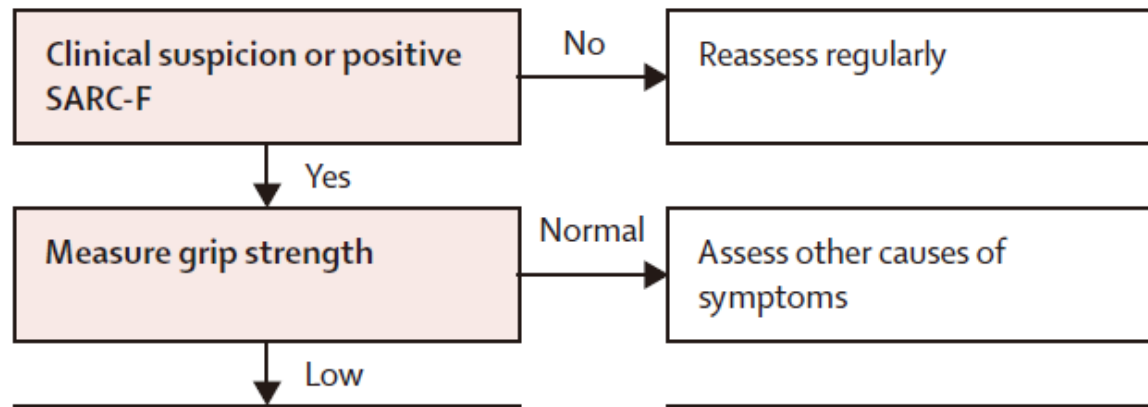 Clinical suspicion or positive
SARC-F
No
Reassess regularly
Yes
Measure grip strength
Normal
Assess other causes of
symptoms
Low